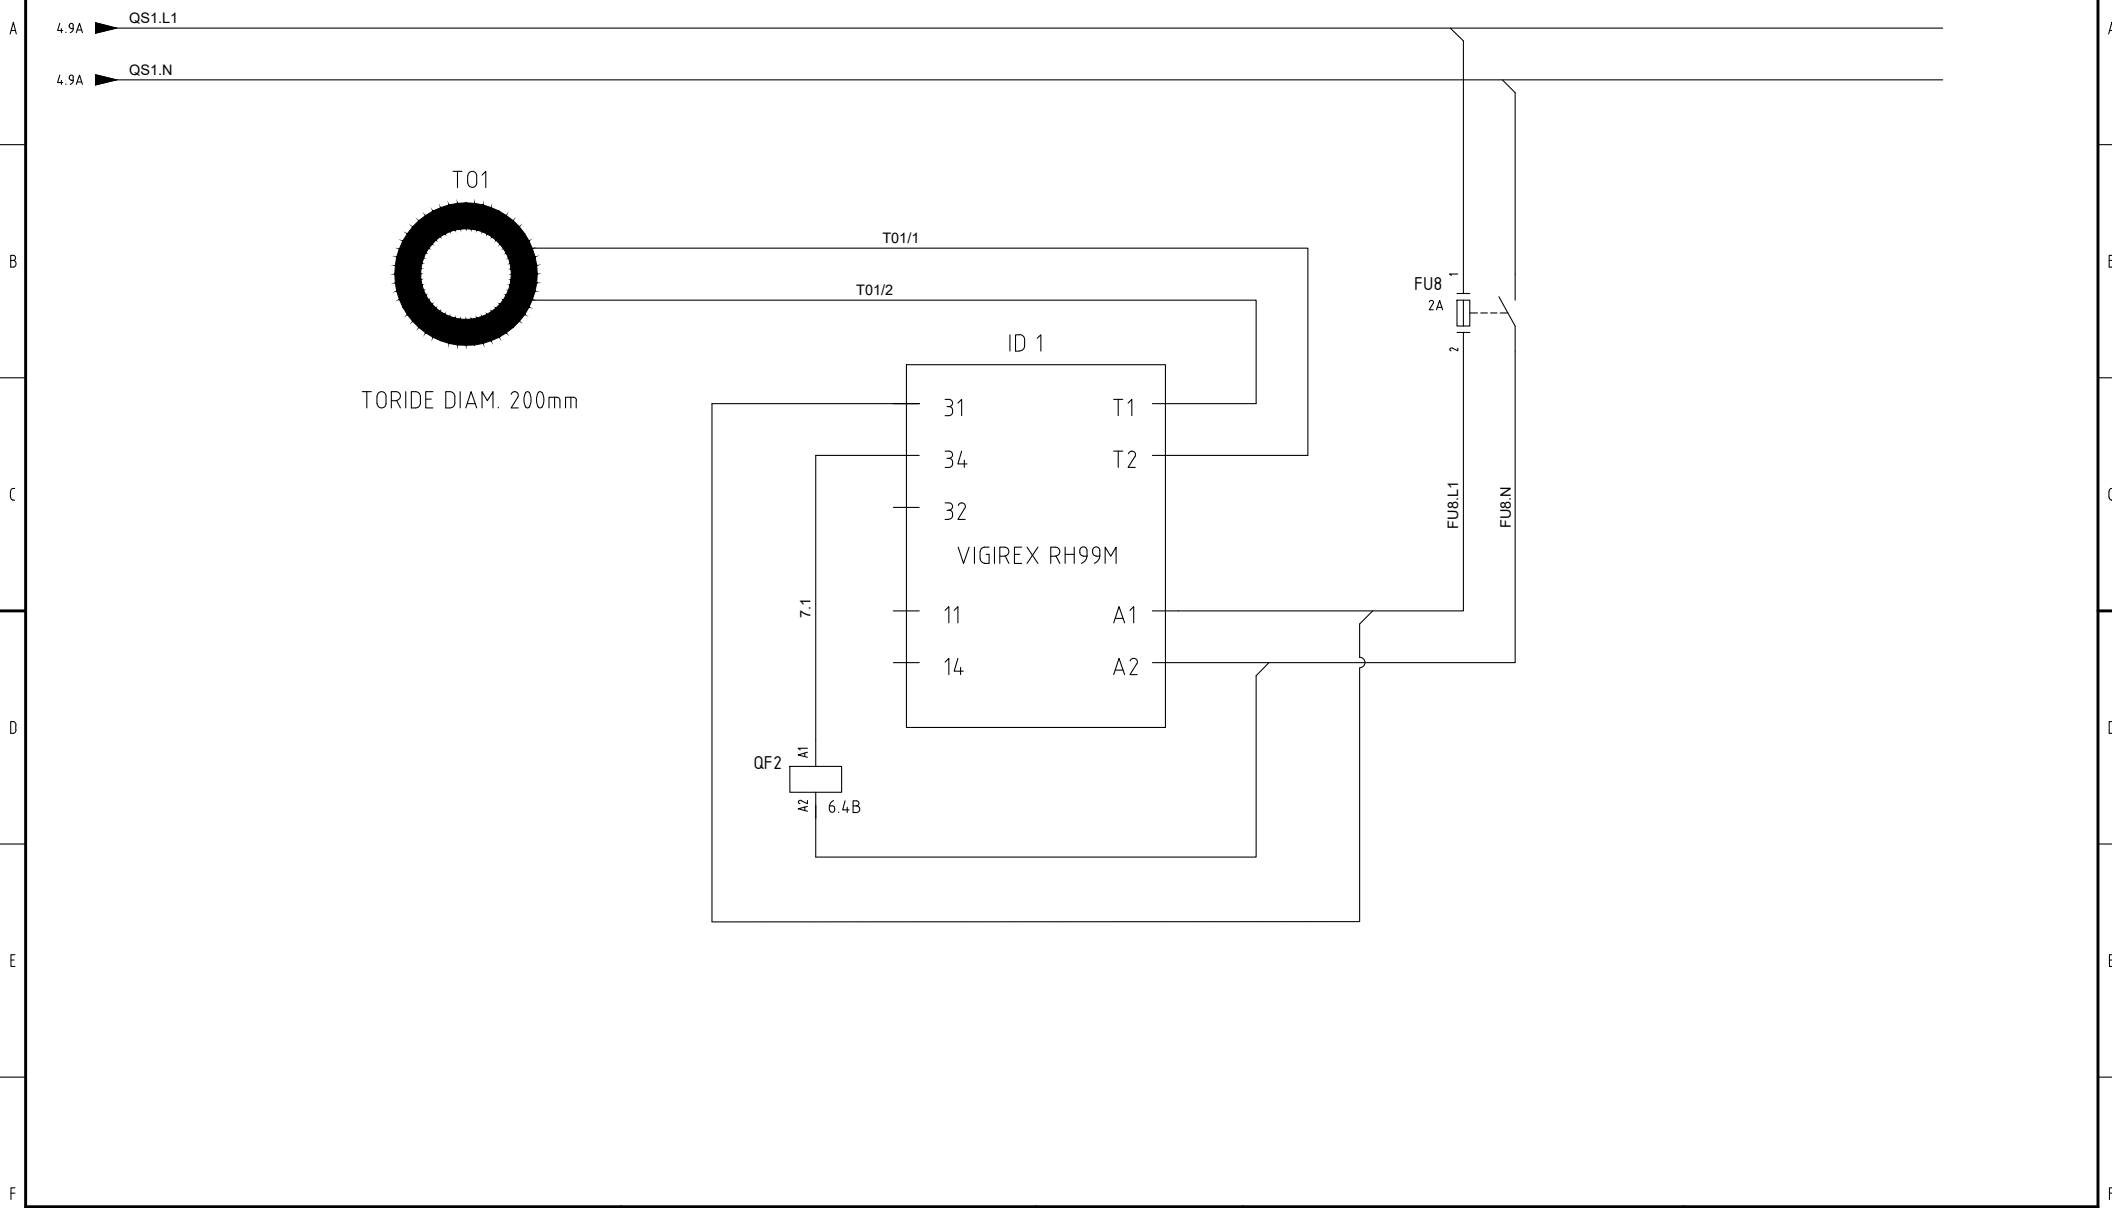 A
4.9A
QS1.L1
4.9A
QS1.N
TO1
T01/1
B
T01/2
FU8
1
2A
2
ID 1
TORIDE DIAM. 200mm
31
T1
34
T2
C
32
FU8.L1
FU8.N
VIGIREX RH99M
7.1
11
A1
14
A2
D
A1
QF2
A2
6.4B
E
F